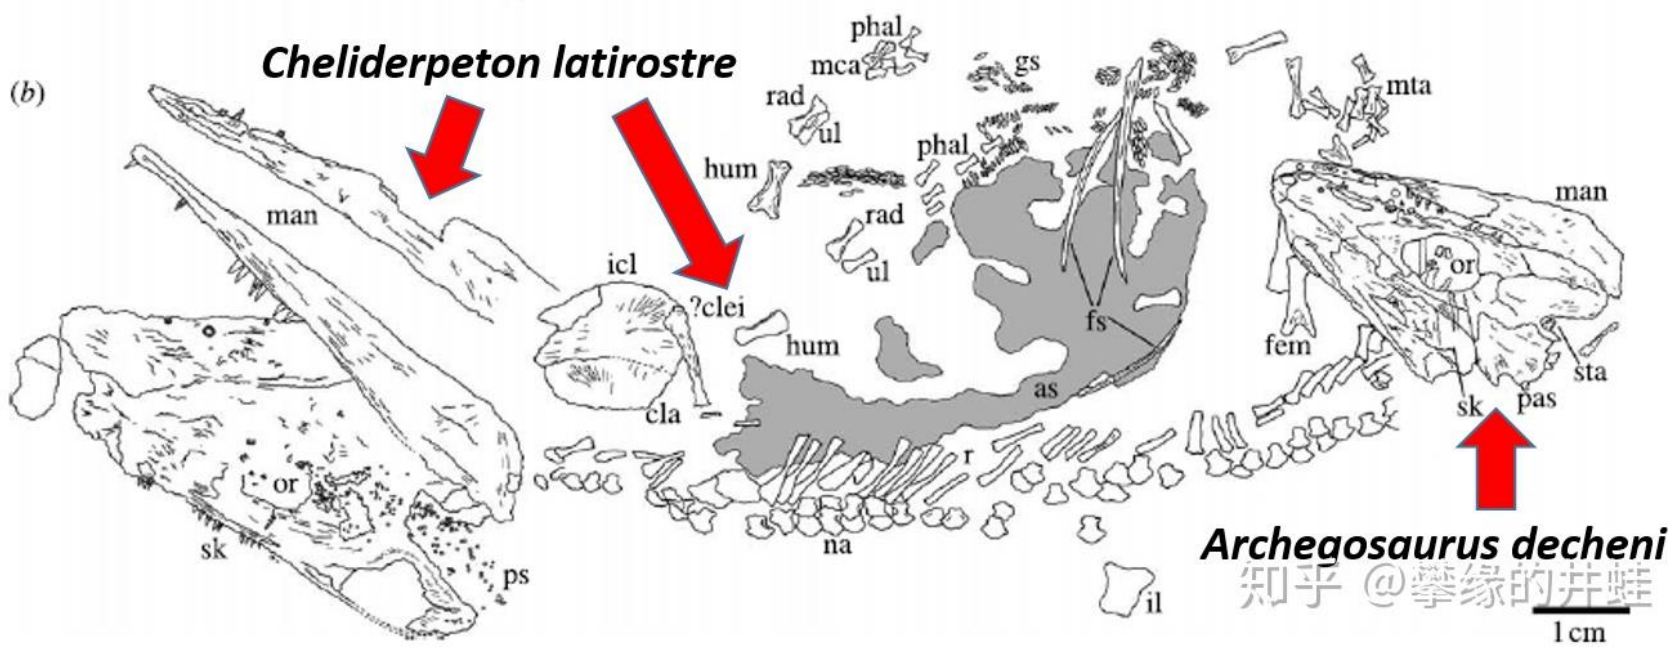 (b)
Cheliderpeton latirostre
phal
mca
gs
rad
ul
mta
phal
hum
man
man
rad
or
icl
ul
?clei
fs
hum
fem
sta
as
cla
sk
pas
r
or
sk
na
Archegosaurus decheni
ps
知乎 @攀缘的井蛙
il
1 cm